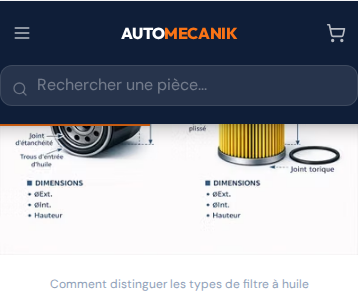 AUTOMECANIK
Rechercher une pièce...
Joint
d'étanchéité
Trous d'entrée
d'huile
plissé
Joint torique
DIMENSIONS
• øExt.
• øInt.
• Hauteur
DIMENSIONS
• øExt.
• øInt.
• Hauteur
Comment distinguer les types de filtre à huile